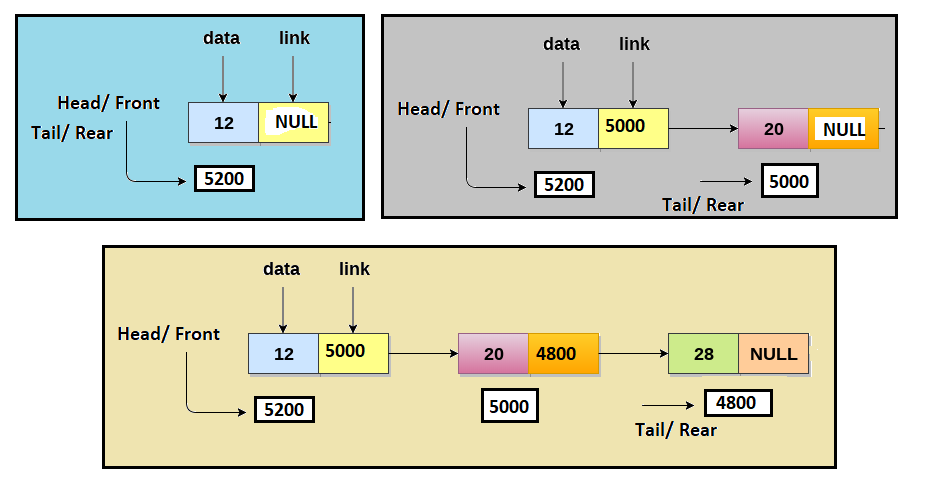 data link
Head/ Front
Tail/ Rear
12 NULL
5200
data link
Head/ Front
12 5000 20 NULL
5200 5000
Tail/ Rear
data link
Head/ Front
12 5000 20 4800 28 NULL
5200 5000 4800
Tail/ Rear